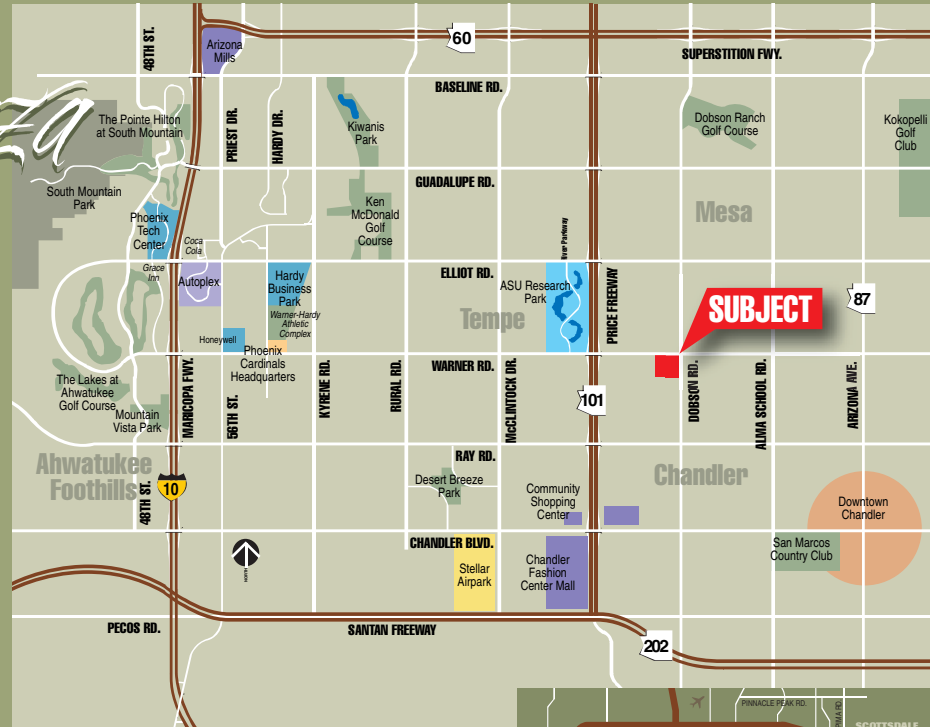 48TH ST.
Arizona
Mills
60
SUPERSTITION FWY.
BASELINE RD.
za
The Pointe Hilton
at South Mountain
PRIEST DR.
HARDY DR.
Kiwanis
Park
Dobson Ranch
Golf Course
Kokopelli
Golf
Club
GUADALUPE RD.
South Mountain
Park
Phoenix
Tech
Center
Coca
Cola
Ken
McDonald
Golf
Course
Mesa
River Parkway
Grace
Inn
Autoplex
Hardy
Business
Park
Warner-Hardy
Athletic
Complex
ELLIOT RD.
ASU Research
Park
PRICE FREEWAY
Tempe
SUBJECT
87
Honeywell
Phoenix
Cardinals
Headquarters
WARNER RD.
The Lakes at
Ahwatukee
Golf Course
Mountain
Vista Park
MARICOPA FWY.
56TH ST.
KYRENE RD.
RURAL RD.
McCLINTOCK DR.
101
DOBSON RD.
ALMA SCHOOL RD.
ARIZONA AVE.
RAY RD.
Ahwatukee
Foothills
48TH ST.
10
Desert Breeze
Park
Community
Shopping
Center
Chandler
Downtown
Chandler
CHANDLER BLVD.
NORTH
Stellar
Airpark
Chandler
Fashion
Center Mall
San Marcos
Country Club
PECOS RD.
SANTAN FREEWAY
202
PINNACLE PEAK RD.
SCOTTSDALE